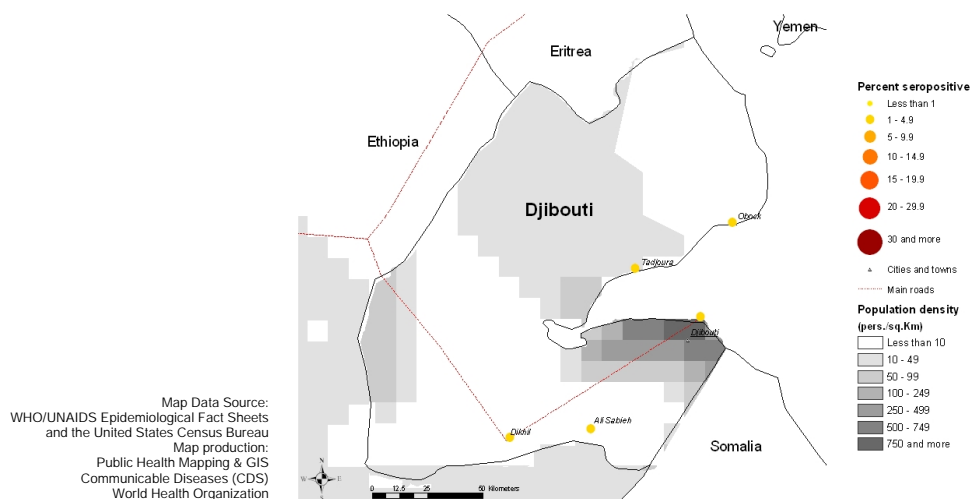 Yemen
Eritrea
Ethiopia
Djibouti
Obock
Tadjoura
Djibouti
Ali Sabieh
Dikhil
Somalia
Percent seropositive
Less than 1
1 - 4.9
5 - 9.9
10 - 14.9
15 - 19.9
20 - 29.9
30 and more
Cities and towns
Main roads
Population density
(pers./sq.Km)
Less than 10
10 - 49
50 - 99
100 - 249
250 - 499
500 - 749
750 and more
Map Data Source:
WHO/UNAIDS Epidemiological Fact Sheets
and the United States Census Bureau
Map production:
Public Health Mapping & GIS
Communicable Diseases (CDS)
World Health Organization
N
W E
S
0 12.5 25 50 Kilometers